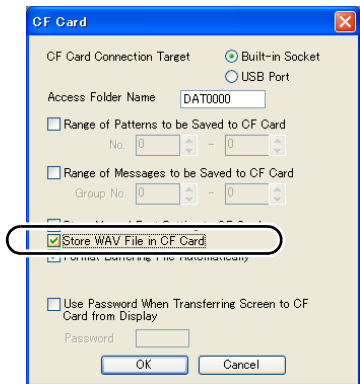 CF Card
CF Card Connection Target Built-in Socket
USB Port
Access Folder Name DAT0000
Range of Patterns to be Saved to CF Card
No. 0 - 0
Range of Messages to be Saved to CF Card
Group No. 0 - 0
to CF Card
Store WAV File in CF Card
Format Buffering File Automatically
Use Password When Transferring Screen to CF
Card from Display
Password
OK Cancel